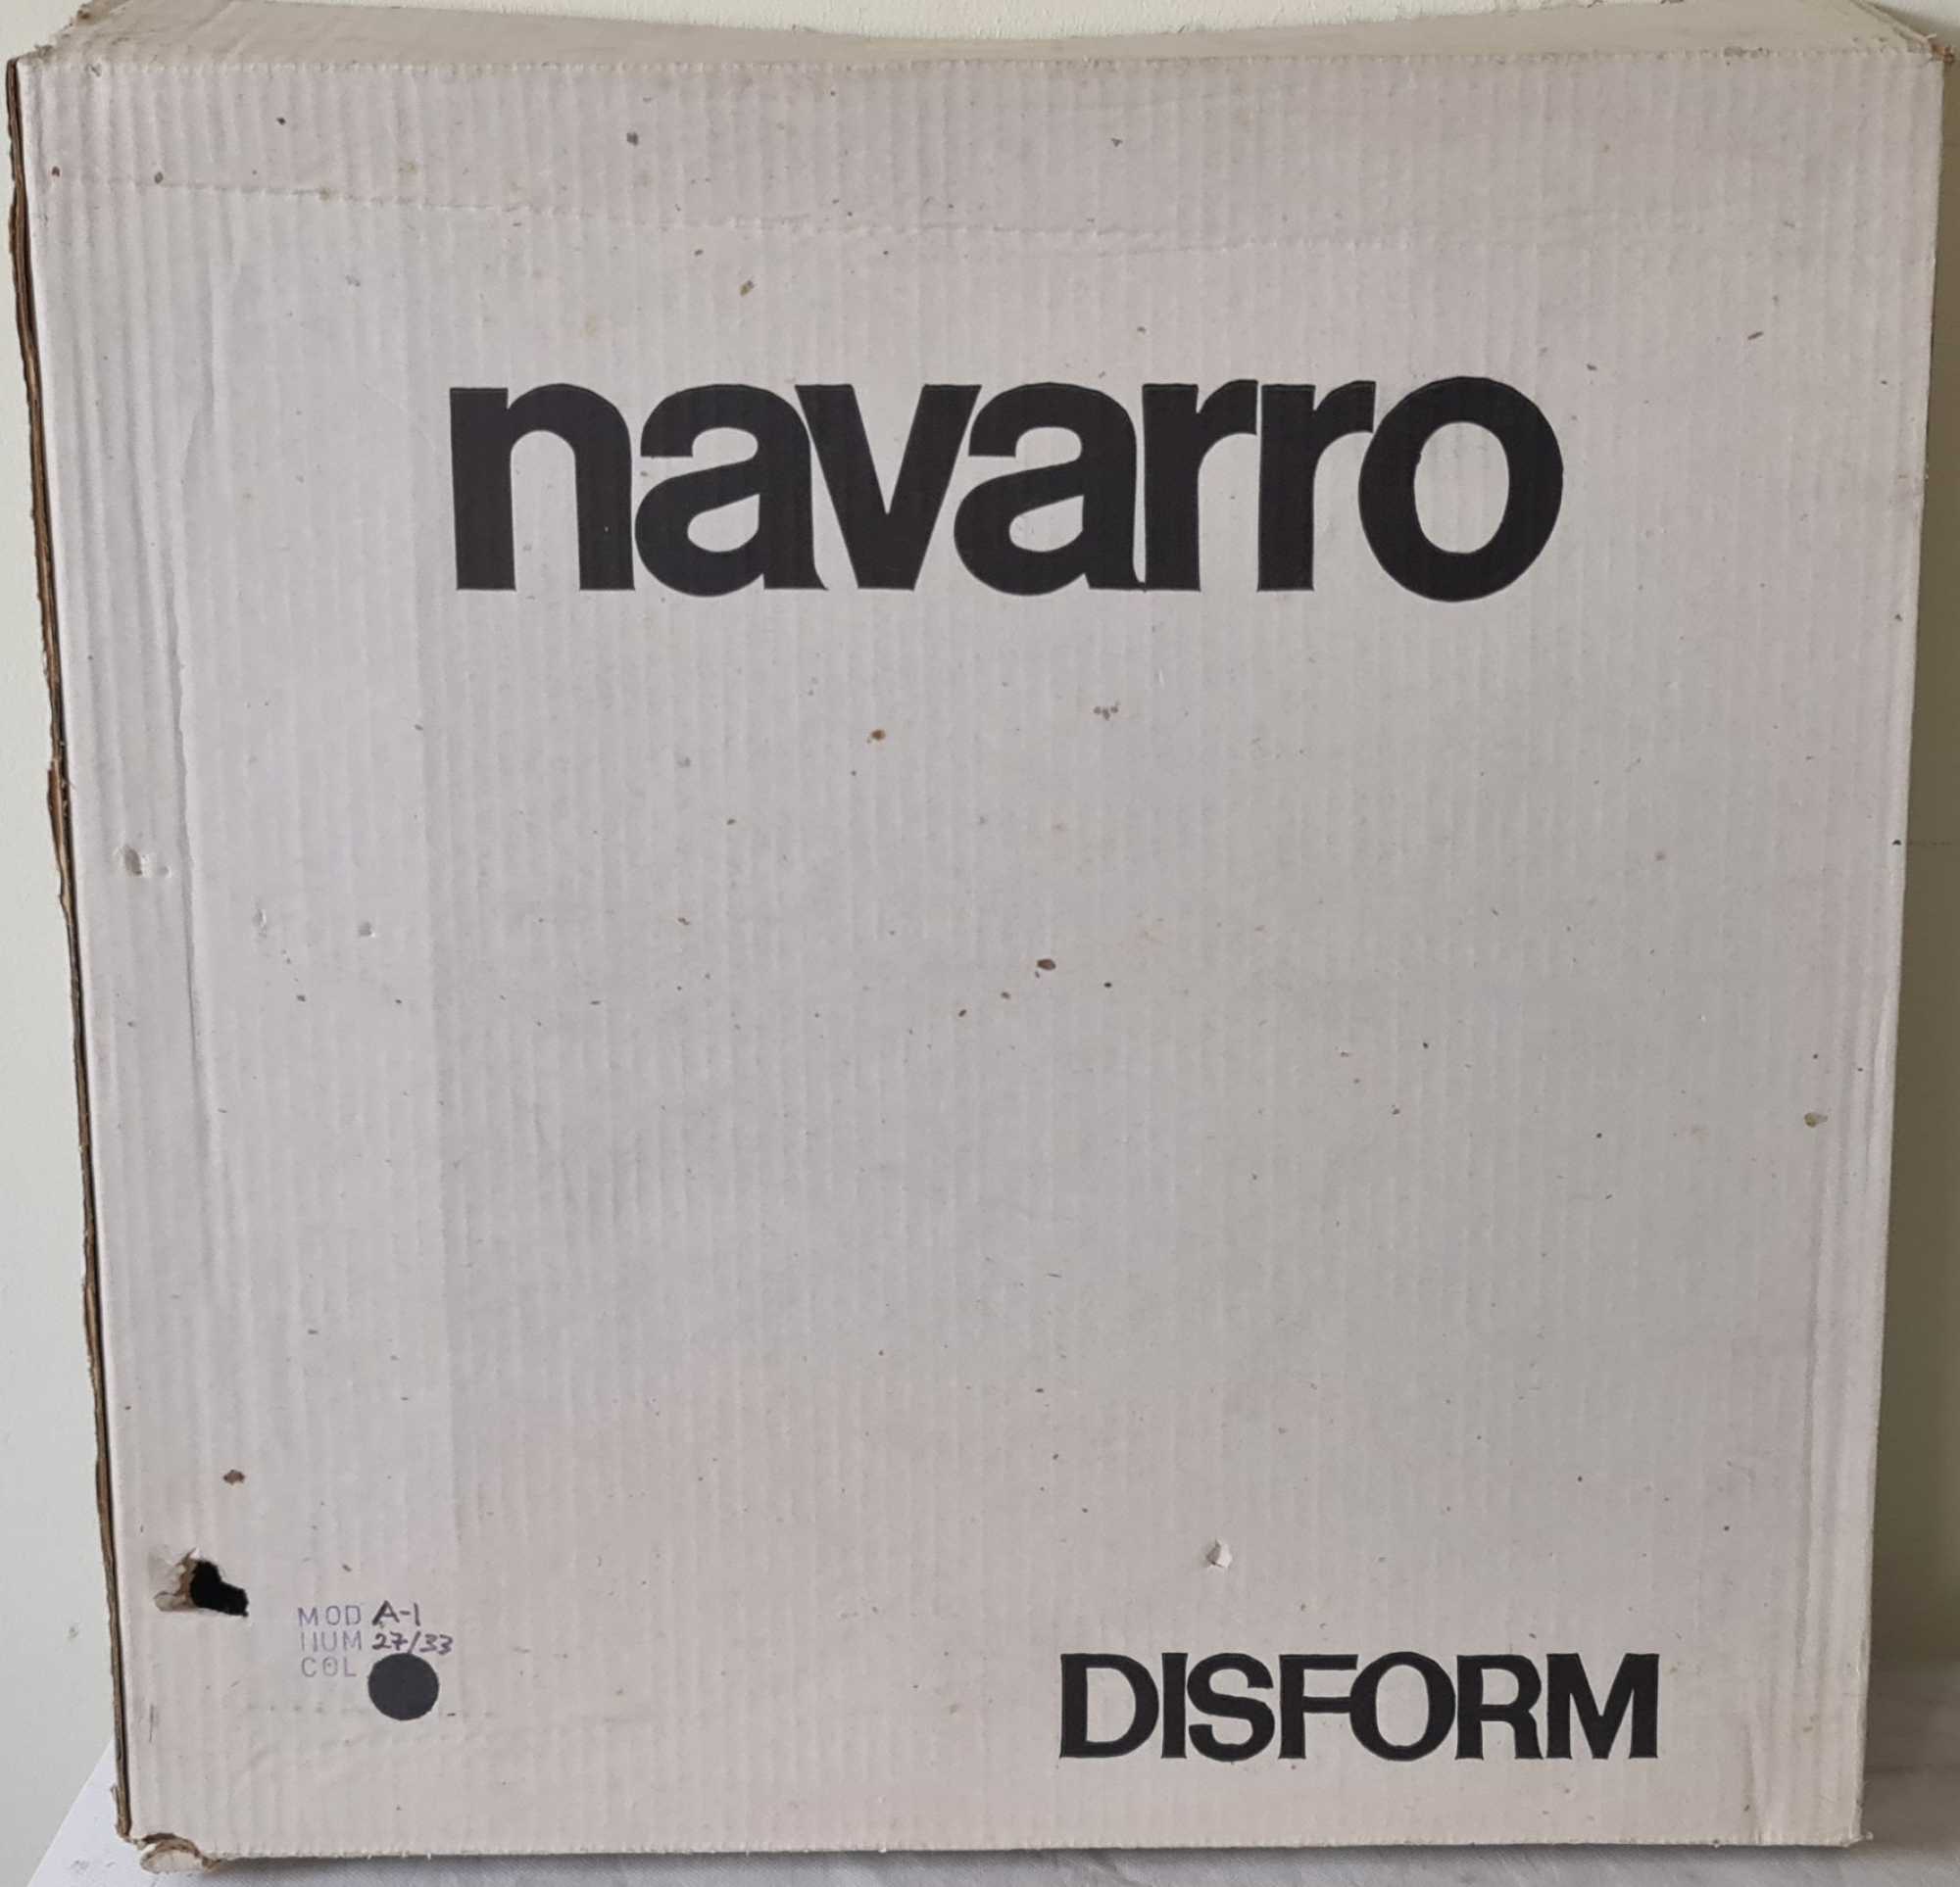 navarro
MOD A-1
NUM 27/33
COL
DISFORM